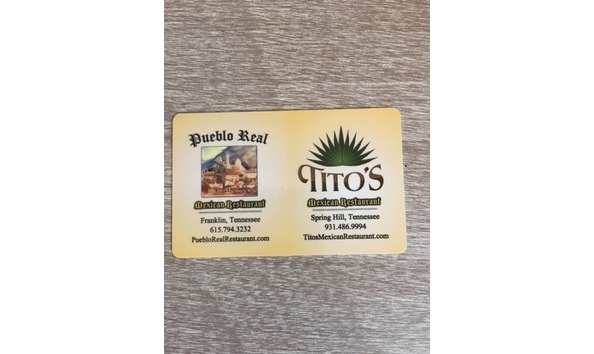 Pueblo Real
Mexican Restaurant
Franklin, Tennessee
615.794.3232
PuebloRealRestaurant.com
TITO'S
Mexican Restaurant
Spring Hill, Tennessee
931.486.9994
TitosMexicanRestaurant.com